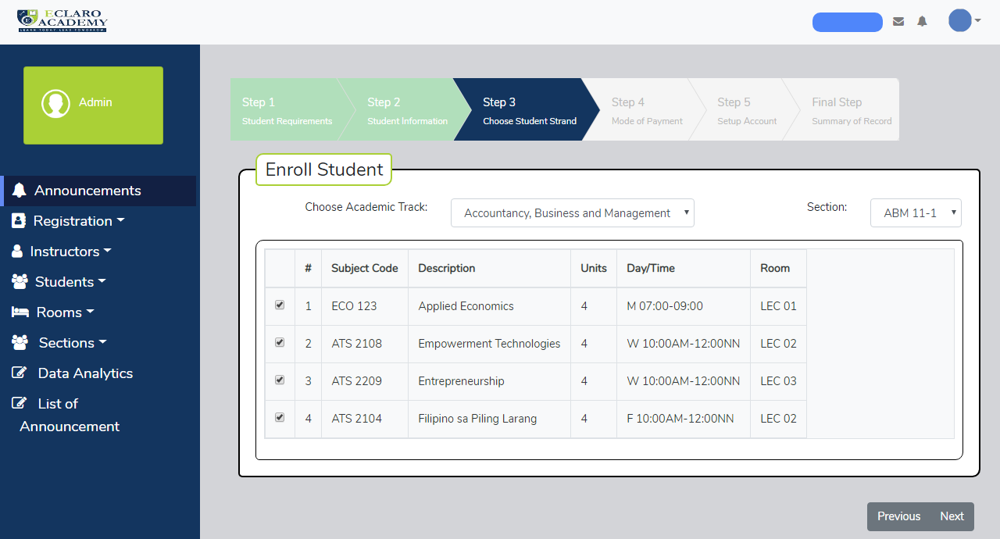 ECLARO
ACADEMY
LEARN TODAY. LEAD TOMORROW.
Admin
Announcements
Registration
Instructors
Students
Rooms
Sections
Data Analytics
List of
Announcement
Step 1
Student Requirements
Step 2
Student Information
Step 3
Choose Student Strand
Step 4
Mode of Payment
Step 5
Setup Account
Final Step
Summary of Record
Enroll Student
Choose Academic Track: Accountancy, Business and Management Section: ABM 11-1
# Subject Code Description Units Day/Time Room
1 ECO 123 Applied Economics 4 M 07:00-09:00 LEC 01
2 ATS 2108 Empowerment Technologies 4 W 10:00AM-12:00NN LEC 02
3 ATS 2209 Entrepreneurship 4 W 10:00AM-12:00NN LEC 03
4 ATS 2104 Filipino sa Piling Larang 4 F 10:00AM-12:00NN LEC 02
Previous Next